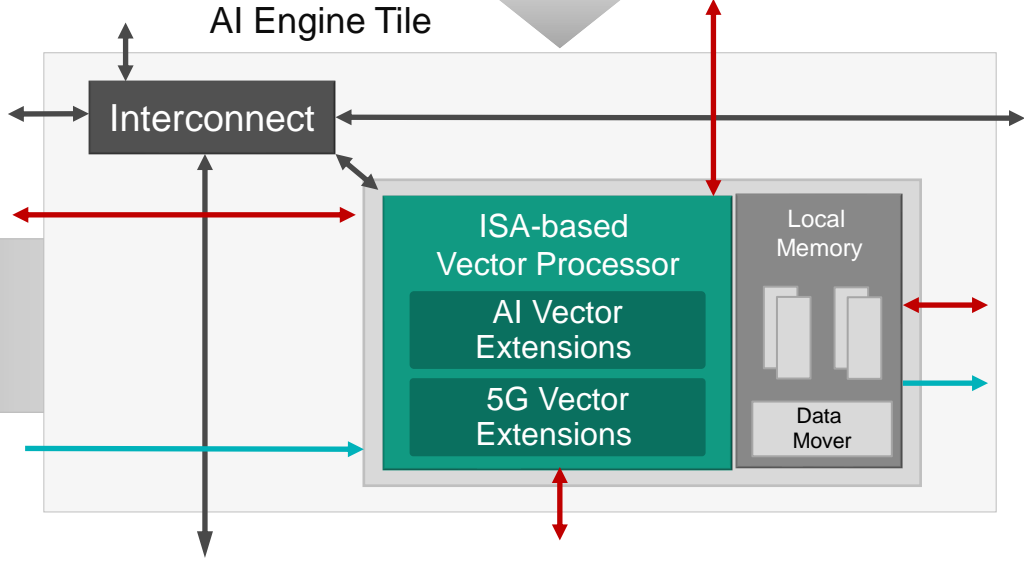 AI Engine Tile
Interconnect
ISA-based
Vector Processor
AI Vector
Extensions
5G Vector
Extensions
Local
Memory
Data
Mover